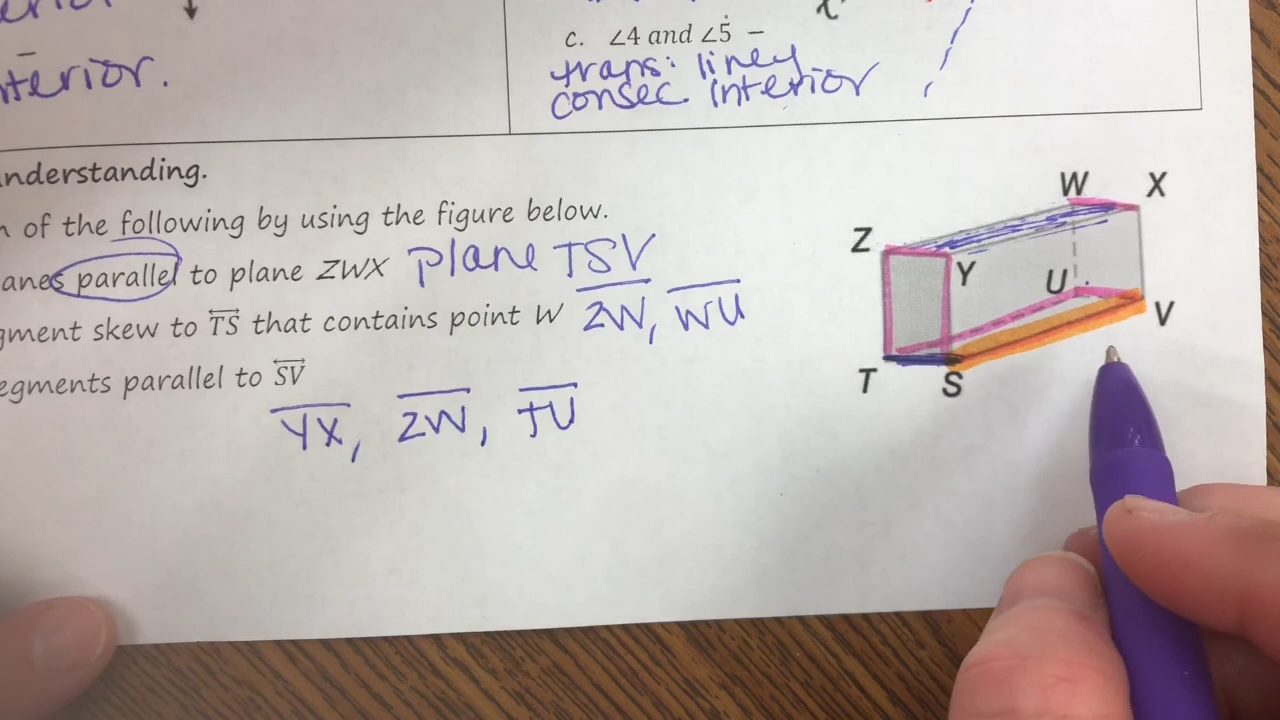 c. ∠4 and ∠5 –
trans: line y
consec. interior
nterior.
nderstanding.
of the following by using the figure below.
anes parallel to plane ZWX plane TSV
gment skew to TS that contains point W ZW, WU
egments parallel to SV
YX, ZW, TU
W X
Z
Y U
V
T S